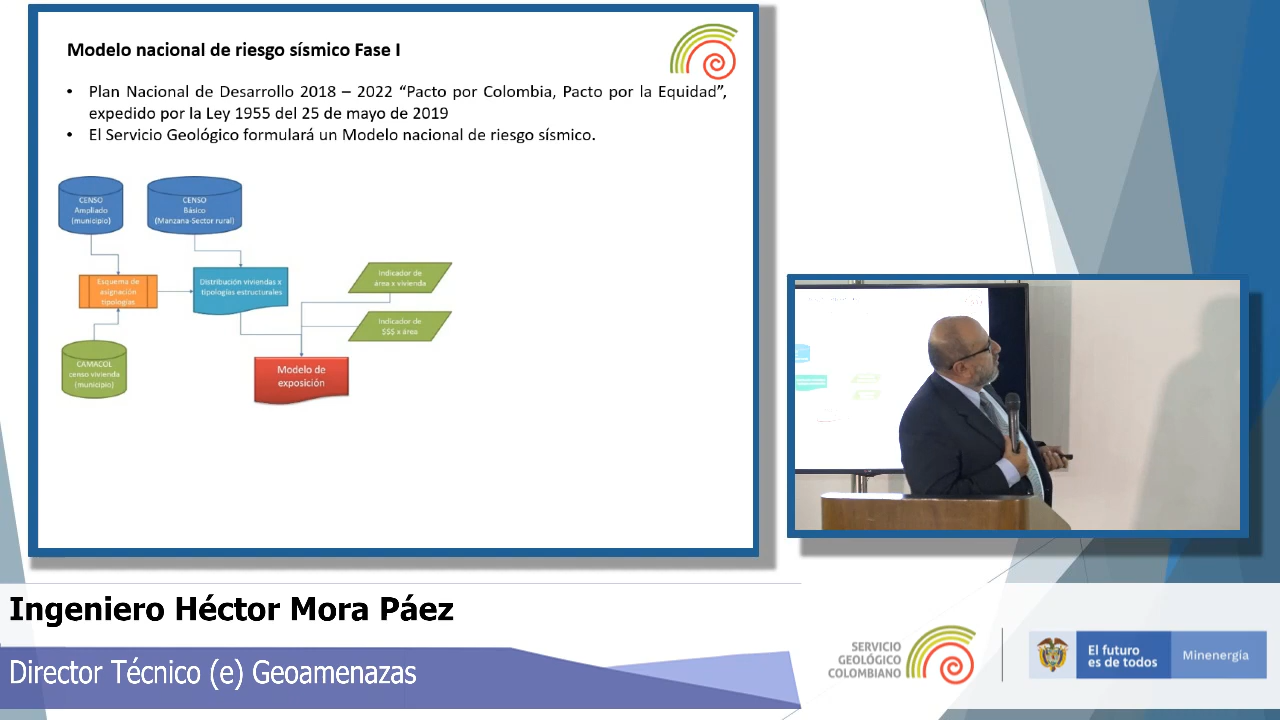 Modelo nacional de riesgo sísmico Fase I
• Plan Nacional de Desarrollo 2018 – 2022 “Pacto por Colombia, Pacto por la Equidad”,
expedido por la Ley 1955 del 25 de mayo de 2019
• El Servicio Geológico formulará un Modelo nacional de riesgo sísmico.
CENSO
Ampliado
(municipio)
CENSO
Básico
(Manzana-Sector rural)
Esquema de
asignación
tipologías
Distribución viviendas x
tipologías estructurales
Indicador de
área x vivienda
Indicador de
$$$ x área
CAMACOL
censo vivienda
(municipio)
Modelo de
exposición
Ingeniero Héctor Mora Páez
Director Técnico (e) Geoamenazas
SERVICIO
GEOLÓGICO
COLOMBIANO
El futuro
es de todos
Minenergía